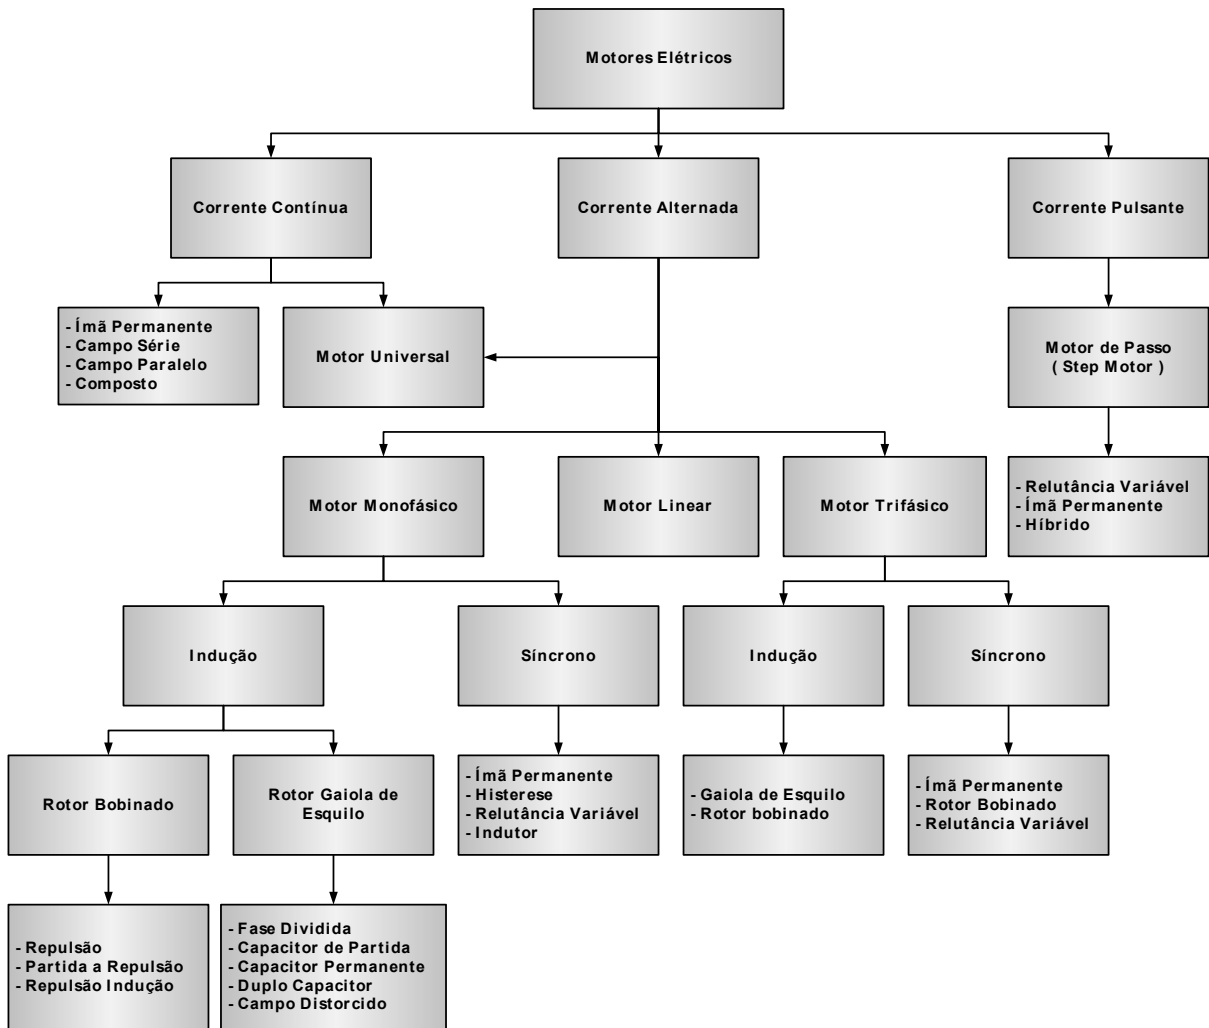 Motores Elétricos
Corrente Contínua
Corrente Alternada
Corrente Pulsante
- Ímã Permanente
- Campo Série
- Campo Paralelo
- Composto
Motor Universal
Motor de Passo
( Step Motor )
Motor Monofásico
Motor Linear
Motor Trifásico
- Relutância Variável
- Ímã Permanente
- Híbrido
Indução
Síncrono
Indução
Síncrono
Rotor Bobinado
Rotor Gaiola de
Esquilo
- Ímã Permanente
- Histerese
- Relutância Variável
- Indutor
- Gaiola de Esquilo
- Rotor bobinado
- Ímã Permanente
- Rotor Bobinado
- Relutância Variável
- Repulsão
- Partida a Repulsão
- Repulsão Indução
- Fase Dividida
- Capacitor de Partida
- Capacitor Permanente
- Duplo Capacitor
- Campo Distorcido